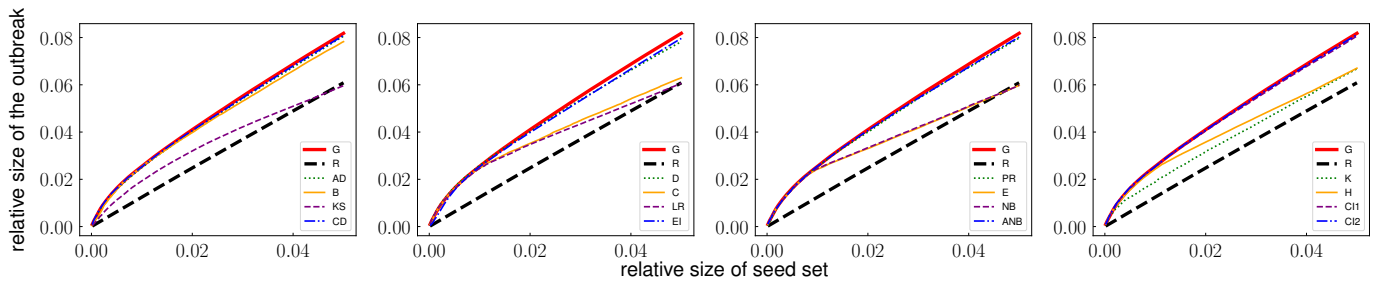 relative size of the outbreak
0.08
0.06
0.04
0.02
0.00
0.00
0.02
0.04
G
R
AD
B
KS
CD
0.08
0.06
0.04
0.02
0.00
0.00
0.02
0.04
G
R
D
C
LR
EI
0.08
0.06
0.04
0.02
0.00
0.00
0.02
0.04
G
R
PR
E
NB
ANB
0.08
0.06
0.04
0.02
0.00
0.00
0.02
0.04
G
R
K
H
CI1
CI2
relative size of seed set